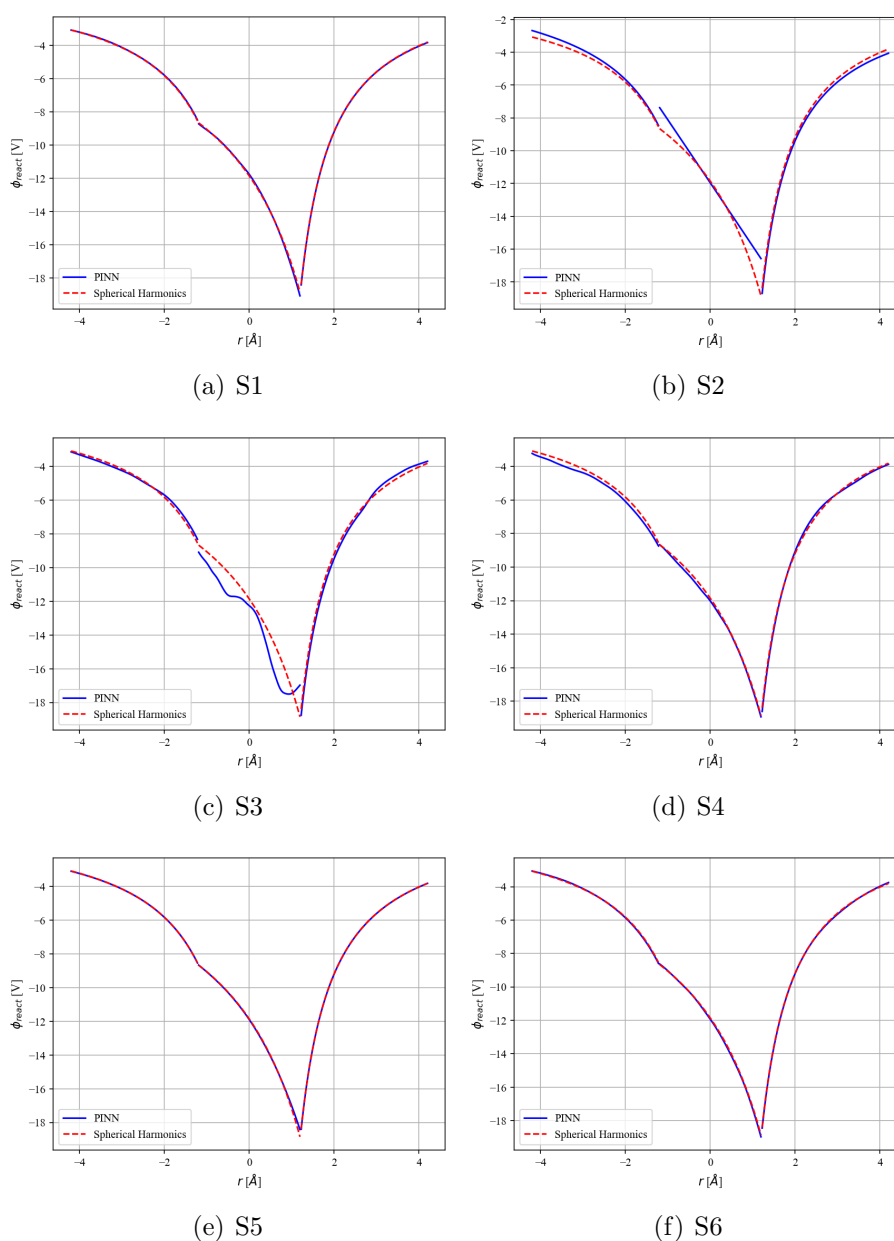 −4
−6
−8
−10
−12
−14
−16
−18
ϕreact [V]
PINN
Spherical Harmonics
−4 −2 0 2 4
r [Å]
(a) S1
−2
−4
−6
−8
−10
−12
−14
−16
−18
ϕreact [V]
PINN
Spherical Harmonics
−4 −2 0 2 4
r [Å]
(b) S2
−4
−6
−8
−10
−12
−14
−16
−18
ϕreact [V]
PINN
Spherical Harmonics
−4 −2 0 2 4
r [Å]
(c) S3
−4
−6
−8
−10
−12
−14
−16
−18
ϕreact [V]
PINN
Spherical Harmonics
−4 −2 0 2 4
r [Å]
(d) S4
−4
−6
−8
−10
−12
−14
−16
−18
ϕreact [V]
PINN
Spherical Harmonics
−4 −2 0 2 4
r [Å]
(e) S5
−4
−6
−8
−10
−12
−14
−16
−18
ϕreact [V]
PINN
Spherical Harmonics
−4 −2 0 2 4
r [Å]
(f) S6